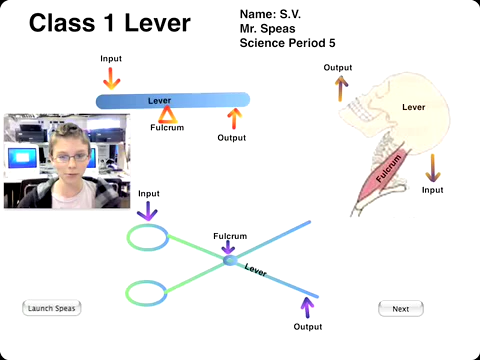 Class 1 Lever
Name: S.V.
Mr. Speas
Science Period 5
Input
Lever
Fulcrum
Output
Output
Lever
Fulcrum
Input
Input
Fulcrum
Lever
Output
Launch Speas
Next